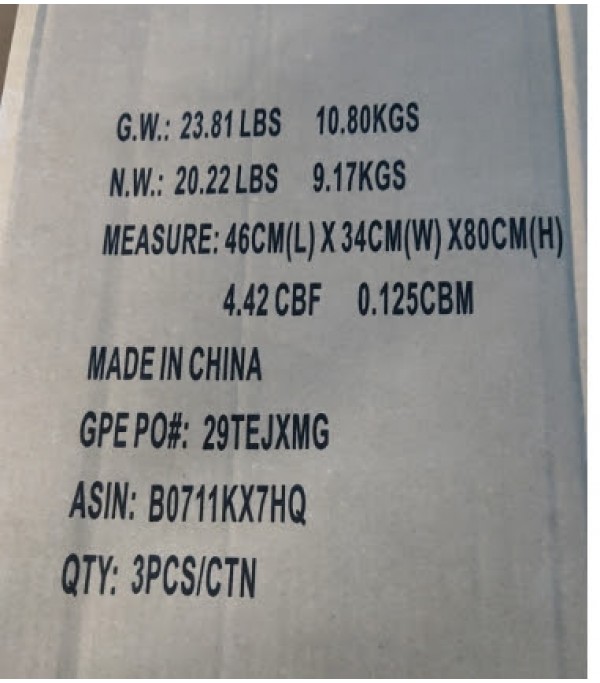 G.W.: 23.81 LBS 10.80KGS
N.W.: 20.22 LBS 9.17KGS
MEASURE: 46CM(L) X 34CM(W) X80CM(H)
4.42 CBF 0.125CBM
MADE IN CHINA
GPE PO#: 29TEJXMG
ASIN: B0711KX7HQ
QTY: 3PCS/CTN